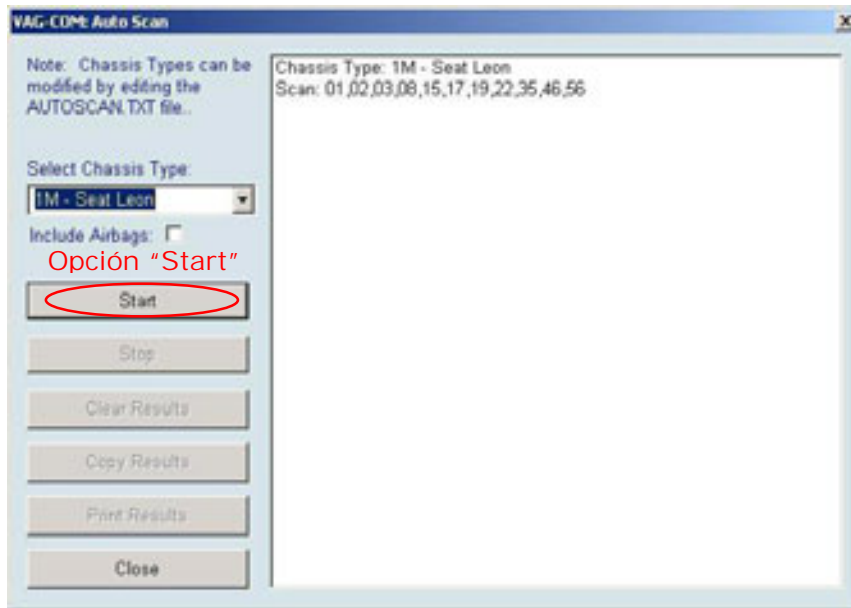 VAG-COM: Auto Scan
Note: Chassis Types can be
modified by editing the
AUTOSCAN.TXT file..
Select Chassis Type:
1M - Seat Leon
Include Airbags:
Opción “Start”
Start
Stop
Clear Results
Copy Results
Print Results
Close
Chassis Type: 1M - Seat Leon
Scan: 01,02,03,08,15,17,19,22,35,46,56